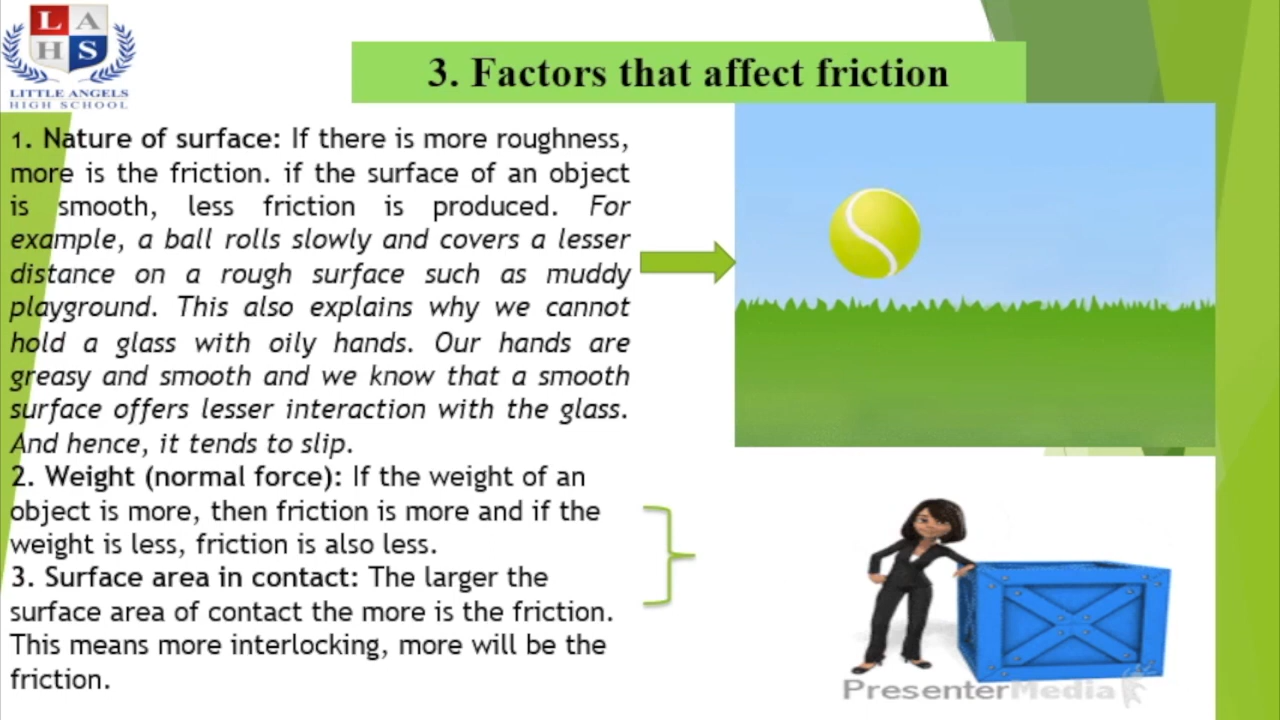 L A
H S
LITTLE ANGELS
HIGH SCHOOL
3. Factors that affect friction
1. Nature of surface: If there is more roughness,
more is the friction. if the surface of an object
is smooth, less friction is produced. For
example, a ball rolls slowly and covers a lesser
distance on a rough surface such as muddy
playground. This also explains why we cannot
hold a glass with oily hands. Our hands are
greasy and smooth and we know that a smooth
surface offers lesser interaction with the glass.
And hence, it tends to slip.
2. Weight (normal force): If the weight of an
object is more, then friction is more and if the
weight is less, friction is also less.
3. Surface area in contact: The larger the
surface area of contact the more is the friction.
This means more interlocking, more will be the
friction.
PresenterMedia